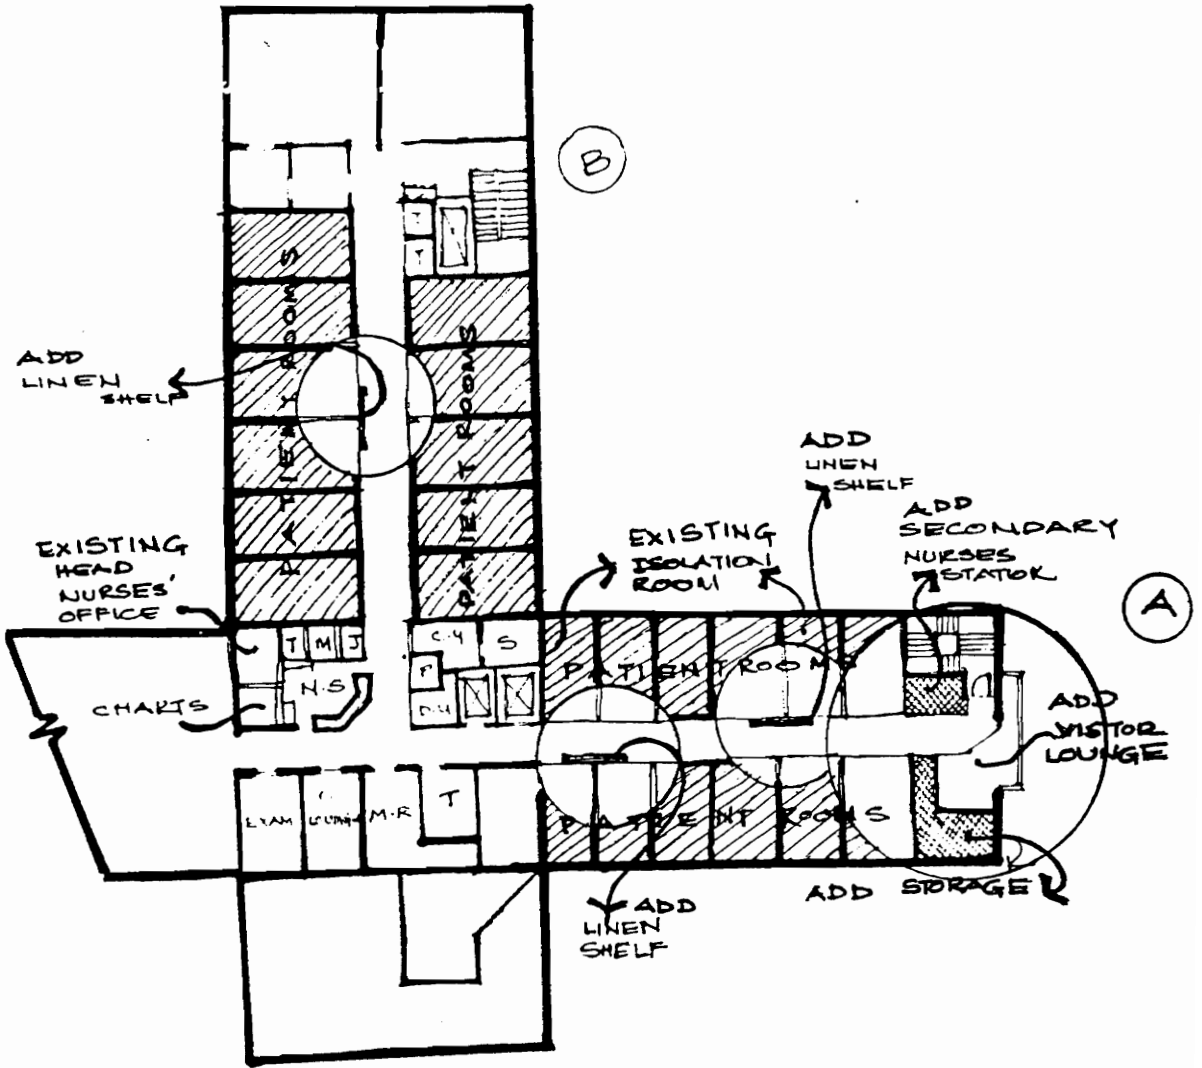 B
T
T
PATIENT ROOMS
PATIENT ROOMS
ADD
LINEN
SHELF
ADD
LINEN
SHELF
ADD
SECONDARY
NURSES
STATOR
EXISTING
ISOLATION
ROOM
EXISTING
HEAD
NURSES'
OFFICE
A
T M J
C.U
S
N.S
P
D.U
CHARTS
PATIENT ROOMS
ADD
VISTOR
LOUNGE
EXAM
LOUNGE
M.R
T
PATIENT ROOMS
ADD STORAGE
ADD
LINEN
SHELF